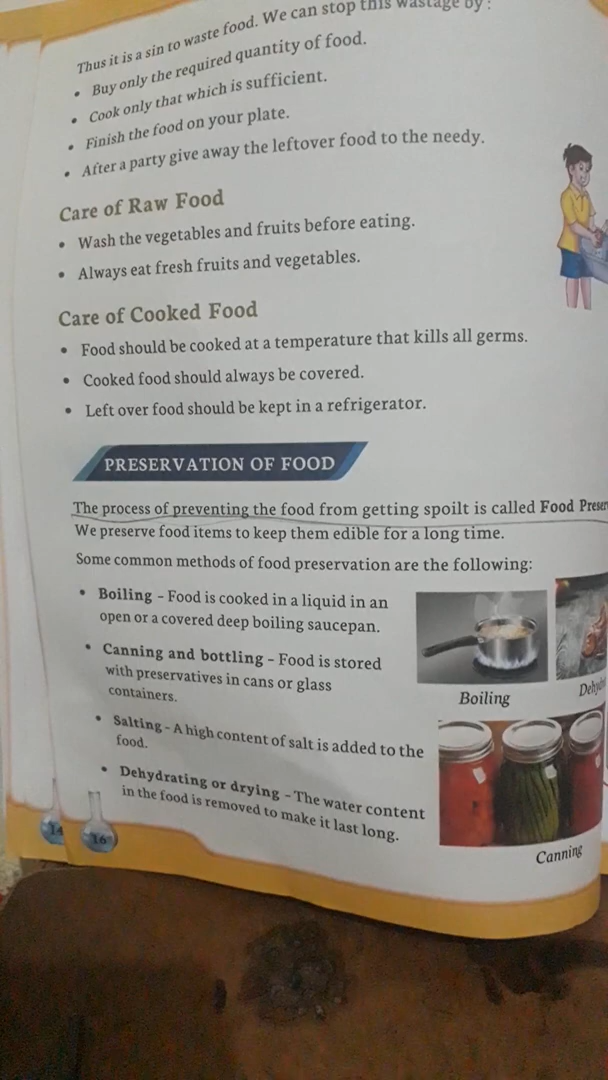 Thus it is a sin to waste food. We can stop this wastage by :
• Buy only the required quantity of food.
• Cook only that which is sufficient.
• Finish the food on your plate.
• After a party give away the leftover food to the needy.
Care of Raw Food
• Wash the vegetables and fruits before eating.
• Always eat fresh fruits and vegetables.
Care of Cooked Food
• Food should be cooked at a temperature that kills all germs.
• Cooked food should always be covered.
• Left over food should be kept in a refrigerator.
PRESERVATION OF FOOD
The process of preventing the food from getting spoilt is called Food
We preserve food items to keep them edible for a long time.
Some common methods of food preservation are the following:
• Boiling – Food is cooked in a liquid in an
open or a covered deep boiling saucepan.
• Canning and bottling – Food is stored
with preservatives in cans or glass
containers.
• Salting – A high content of salt is added to the
food.
• Dehydrating or drying – The water content
in the food is removed to make it last long.
Boiling
Canning
14
16